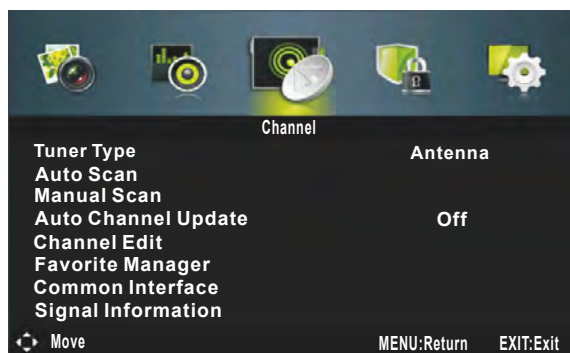 Channel
Tuner Type Antenna
Auto Scan
Manual Scan
Auto Channel Update Off
Channel Edit
Favorite Manager
Common Interface
Signal Information
Move MENU:Return EXIT:Exit